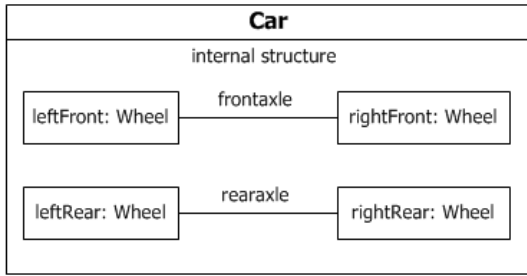 Car
internal structure
frontaxle
leftFront: Wheel
rightFront: Wheel
rearaxle
leftRear: Wheel
rightRear: Wheel